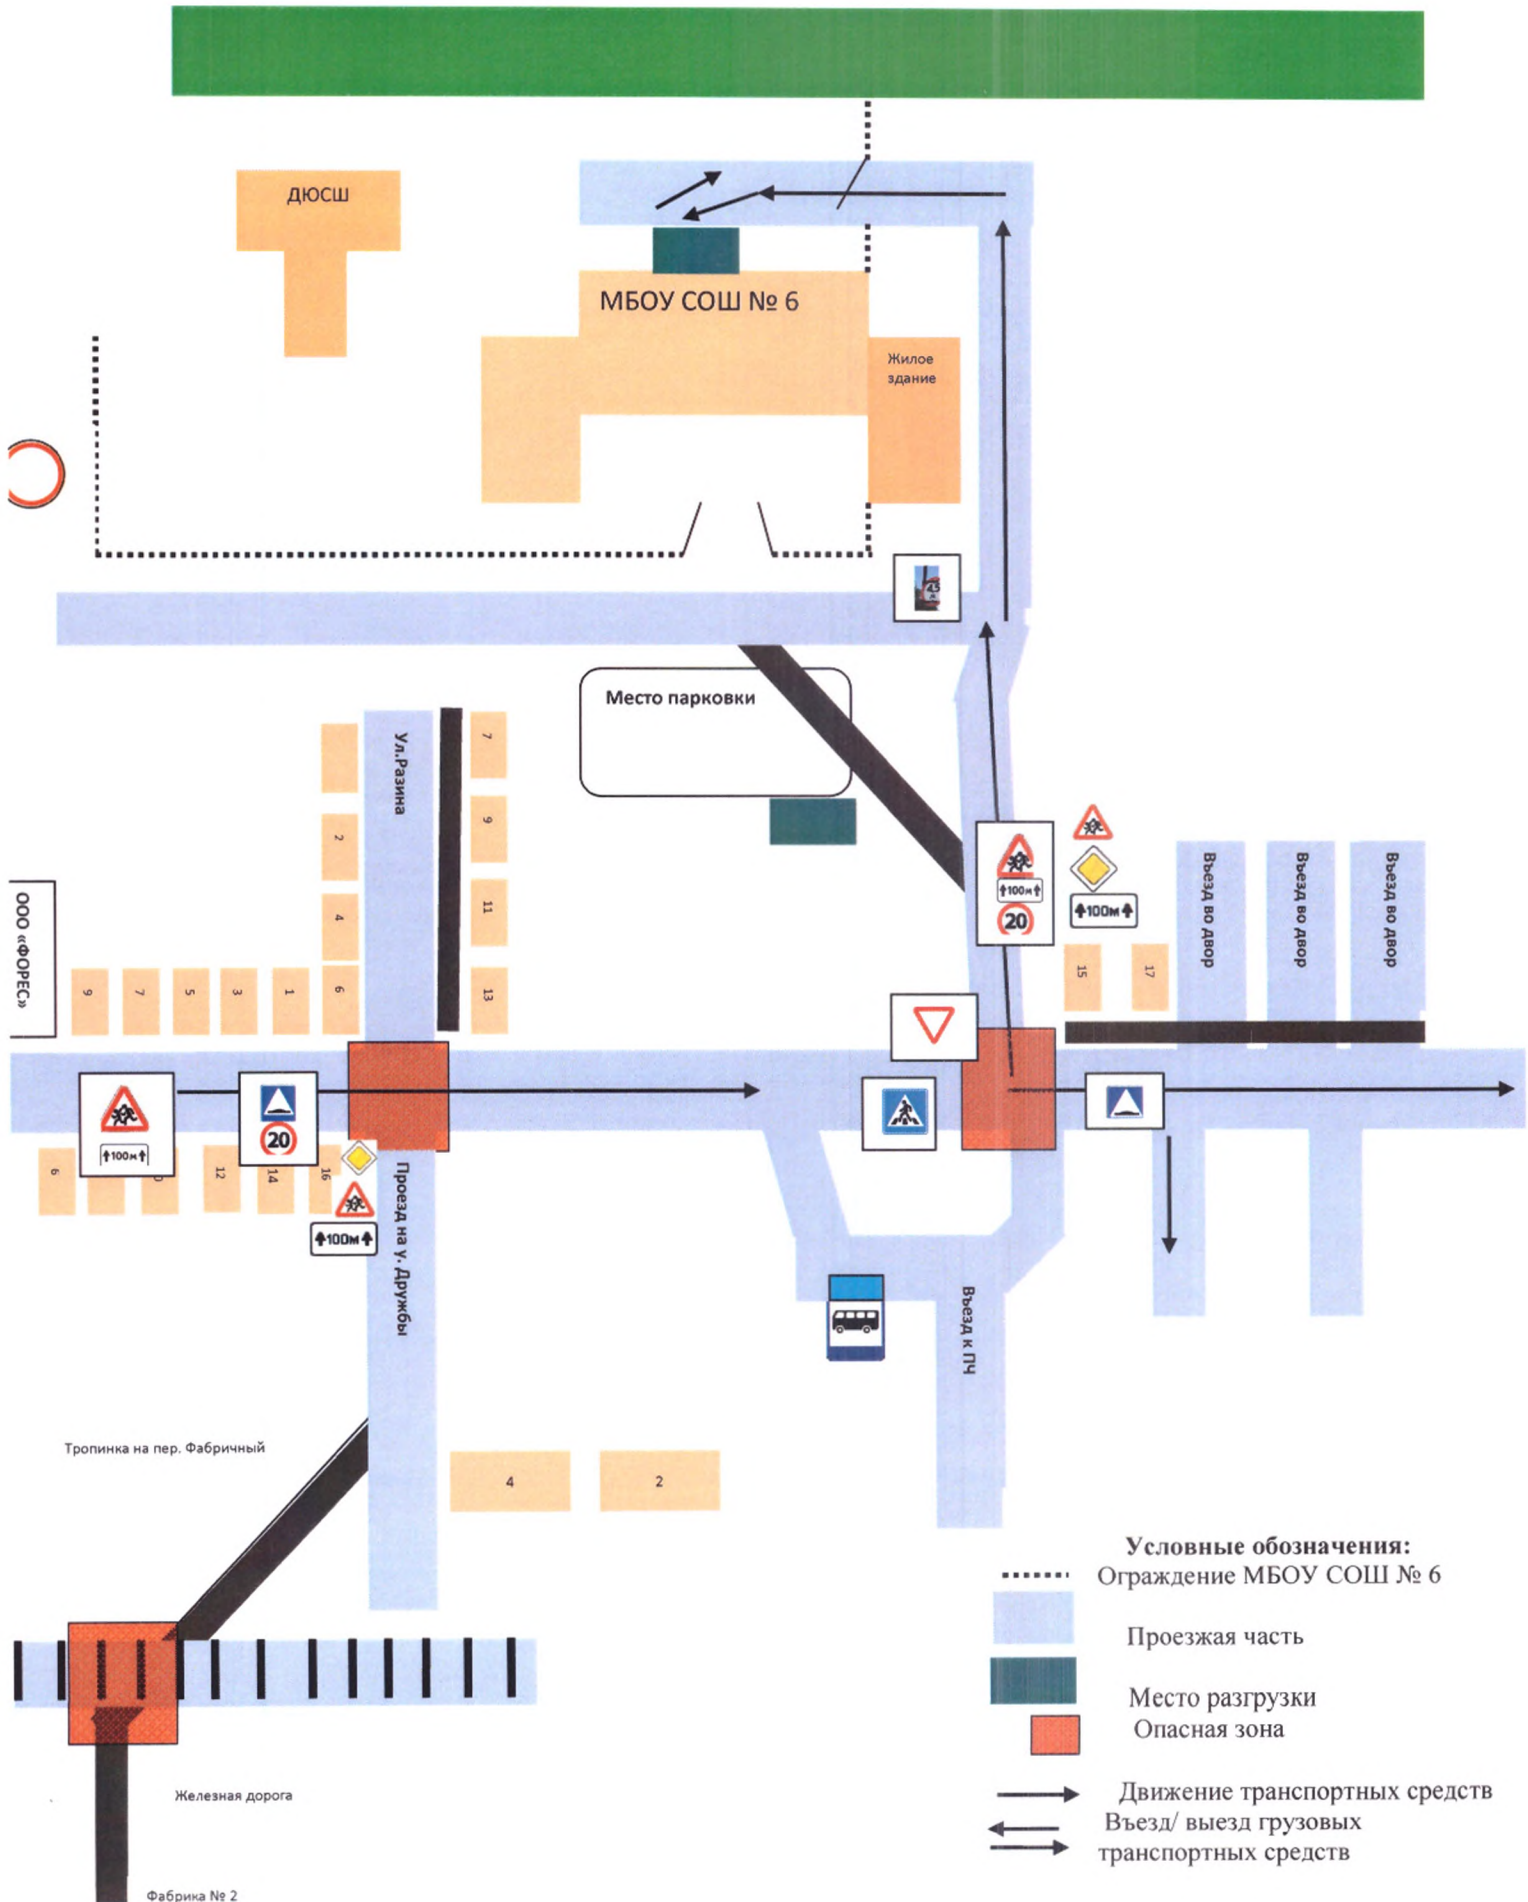 ДЮСШ
МБОУ СОШ № 6
Жилое
здание
4,5
м
Место парковки
Ул.Разина
2
4
6
7
9
11
13
ООО «ФОРЕС»
9
7
5
3
1
100м
20
100м
15
17
Въезд во двор
Въезд во двор
Въезд во двор
100м
20
6
12
14
16
100м
Проезд на у. Дружбы
Въезд к ПЧ
Тропинка на пер. Фабричный
4
2
Железная дорога
Фабрика № 2
Условные обозначения:
Ограждение МБОУ СОШ № 6
Проезжая часть
Место разгрузки
Опасная зона
Движение транспортных средств
Въезд/ выезд грузовых
транспортных средств